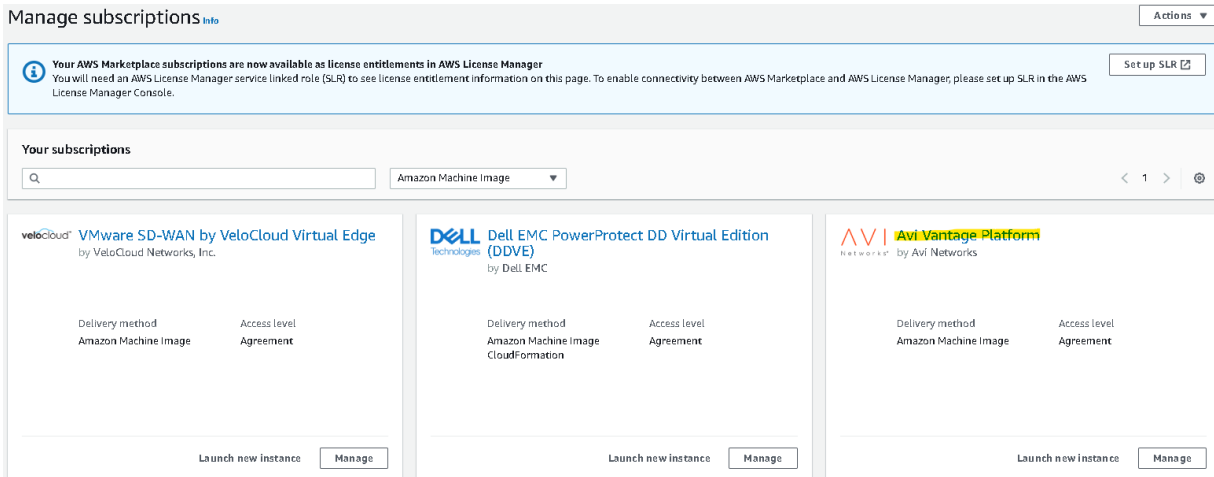 Manage subscriptions Info
Actions
Your AWS Marketplace subscriptions are now available as license entitlements in AWS License Manager
You will need an AWS License Manager service linked role (SLR) to see license entitlement information on this page. To enable connectivity between AWS Marketplace and AWS License Manager, please set up SLR in the AWS
License Manager Console.
Set up SLR
Your subscriptions
Amazon Machine Image
1
velocloud
VMware SD-WAN by VeloCloud Virtual Edge
by VeloCloud Networks, Inc.
Delivery method
Access level
Amazon Machine Image
Agreement
Launch new instance
Manage
DELL
Technologies
Dell EMC PowerProtect DD Virtual Edition
(DDVE)
by Dell EMC
Delivery method
Access level
Amazon Machine Image
Agreement
CloudFormation
Launch new instance
Manage
AVI
Networks
Avi Vantage Platform
by Avi Networks
Delivery method
Access level
Amazon Machine Image
Agreement
Launch new instance
Manage